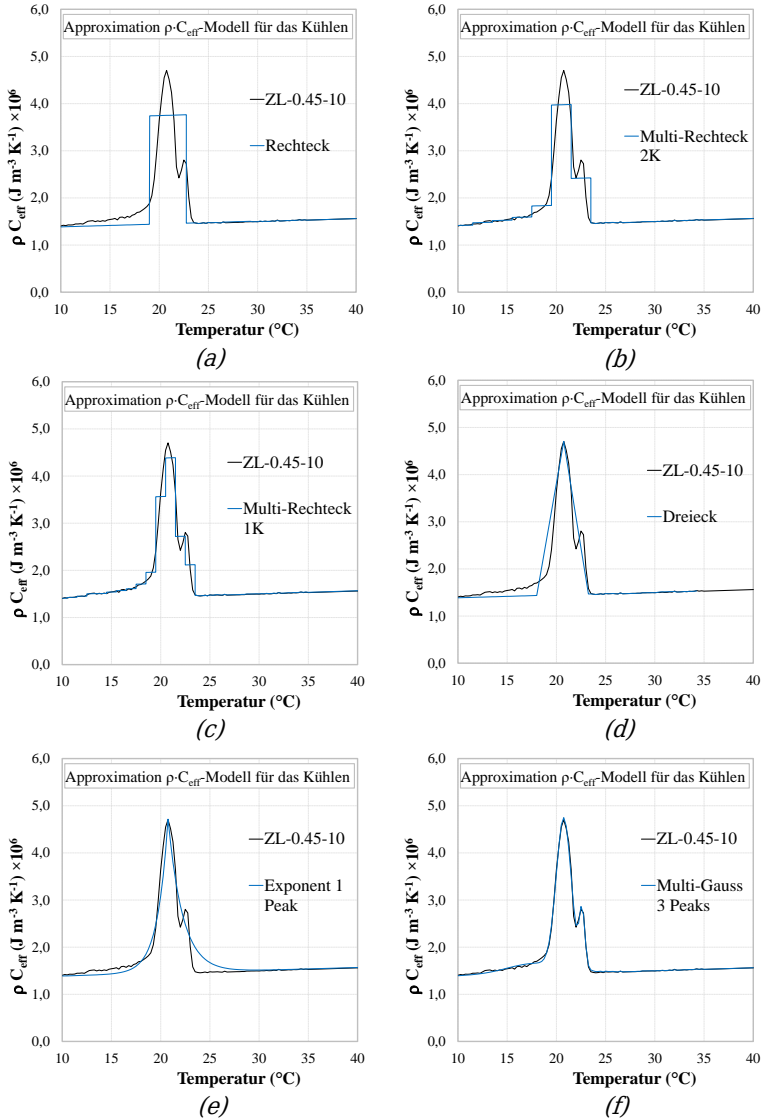 Approximation ρ·Ceff-Modell für das Kühlen
6,0
5,0
4,0
3,0
2,0
1,0
0,0
ρ Ceff (J m-3 K-1) ×10⁶
ZL-0.45-10
Rechteck
10 15 20 25 30 35 40
Temperatur (°C)
(a)
Approximation ρ·Ceff-Modell für das Kühlen
6,0
5,0
4,0
3,0
2,0
1,0
0,0
ρ Ceff (J m-3 K-1) ×10⁶
ZL-0.45-10
Multi-Rechteck
2K
10 15 20 25 30 35 40
Temperatur (°C)
(b)
Approximation ρ·Ceff-Modell für das Kühlen
6,0
5,0
4,0
3,0
2,0
1,0
0,0
ρ Ceff (J m-3 K-1) ×10⁶
ZL-0.45-10
Multi-Rechteck
1K
10 15 20 25 30 35 40
Temperatur (°C)
(c)
Approximation ρ·Ceff-Modell für das Kühlen
6,0
5,0
4,0
3,0
2,0
1,0
0,0
ρ Ceff (J m-3 K-1) ×10⁶
ZL-0.45-10
Dreieck
10 15 20 25 30 35 40
Temperatur (°C)
(d)
Approximation ρ·Ceff-Modell für das Kühlen
6,0
5,0
4,0
3,0
2,0
1,0
0,0
ρ Ceff (J m-3 K-1) ×10⁶
ZL-0.45-10
Exponent 1
Peak
10 15 20 25 30 35 40
Temperatur (°C)
(e)
Approximation ρ·Ceff-Modell für das Kühlen
6,0
5,0
4,0
3,0
2,0
1,0
0,0
ρ Ceff (J m-3 K-1) ×10⁶
ZL-0.45-10
Multi-Gauss
3 Peaks
10 15 20 25 30 35 40
Temperatur (°C)
(f)